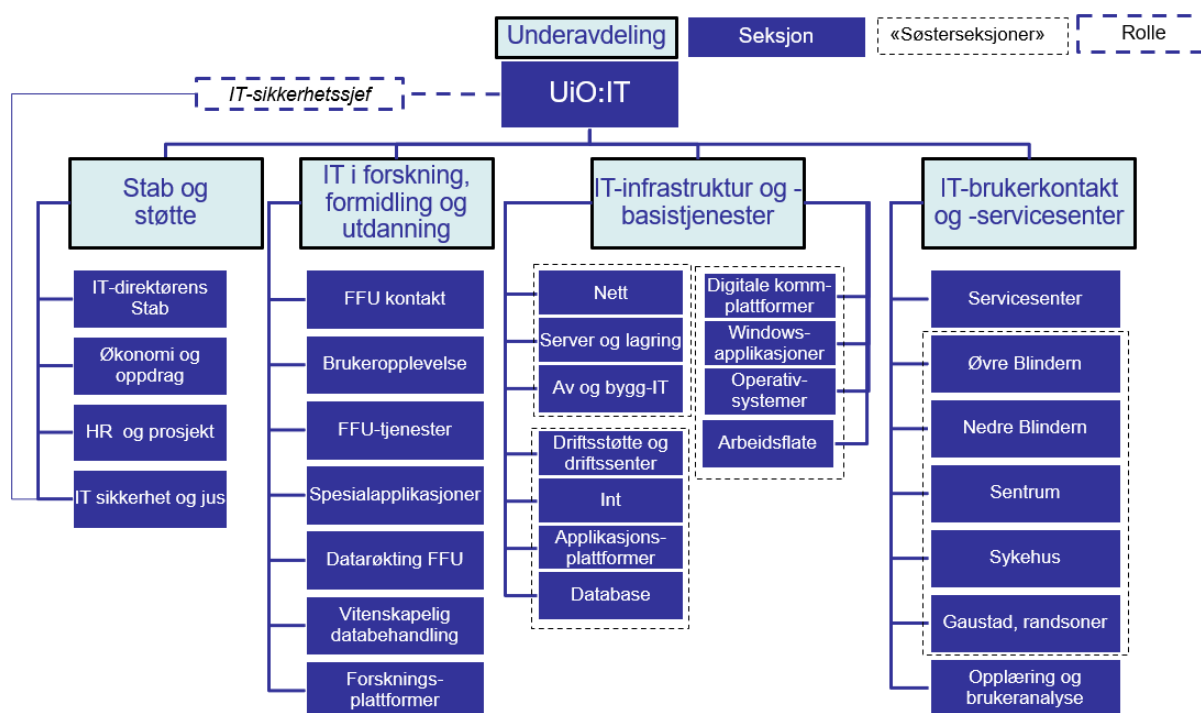 Underavdeling
Seksjon
«Søsterseksjoner»
Rolle
IT-sikkerhetssjef
UiO:IT
Stab og
støtte
IT-direktørens
Stab
Økonomi og
oppdrag
HR og prosjekt
IT sikkerhet og jus
IT i forskning,
formidling og
utdanning
FFU kontakt
Brukeropplevelse
FFU-tjenester
Spesialapplikasjoner
Datarøkting FFU
Vitenskapelig
databehandling
Forsknings-
plattformer
IT-infrastruktur og -
basistjenester
Nett
Server og lagring
Av og bygg-IT
Driftsstøtte og
driftssenter
Int
Applikasjons-
plattformer
Database
Digitale komm-
plattformer
Windows-
applikasjoner
Operativ-
systemer
Arbeidsflate
IT-brukerkontakt
og -servicesenter
Servicesenter
Øvre Blindern
Nedre Blindern
Sentrum
Sykehus
Gaustad, randsoner
Opplæring og
brukeranalyse